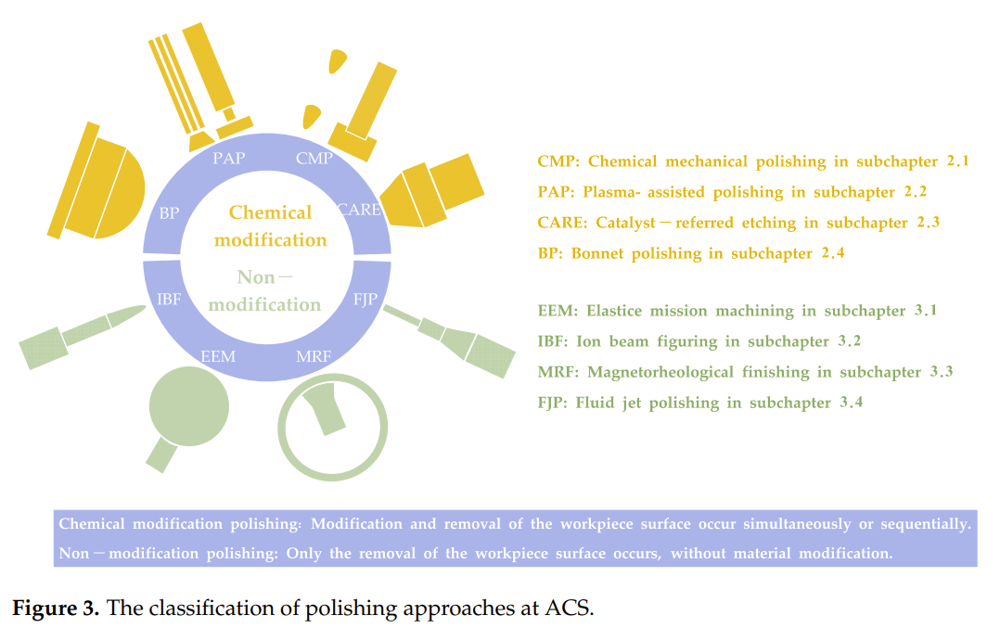 PAP
CMP
BP
CARE
Chemical
modification
Non—
modification
IBF
FJP
EEM
MRF
CMP: Chemical mechanical polishing in subchapter 2.1
PAP: Plasma- assisted polishing in subchapter 2.2
CARE: Catalyst—referred etching in subchapter 2.3
BP: Bonnet polishing in subchapter 2.4
EEM: Elastice mission machining in subchapter 3.1
IBF: Ion beam figuring in subchapter 3.2
MRF: Magnetorheological finishing in subchapter 3.3
FJP: Fluid jet polishing in subchapter 3.4
Chemical modification polishing: Modification and removal of the workpiece surface occur simultaneously or sequentially.
Non—modification polishing: Only the removal of the workpiece surface occurs, without material modification.
Figure 3. The classification of polishing approaches at ACS.